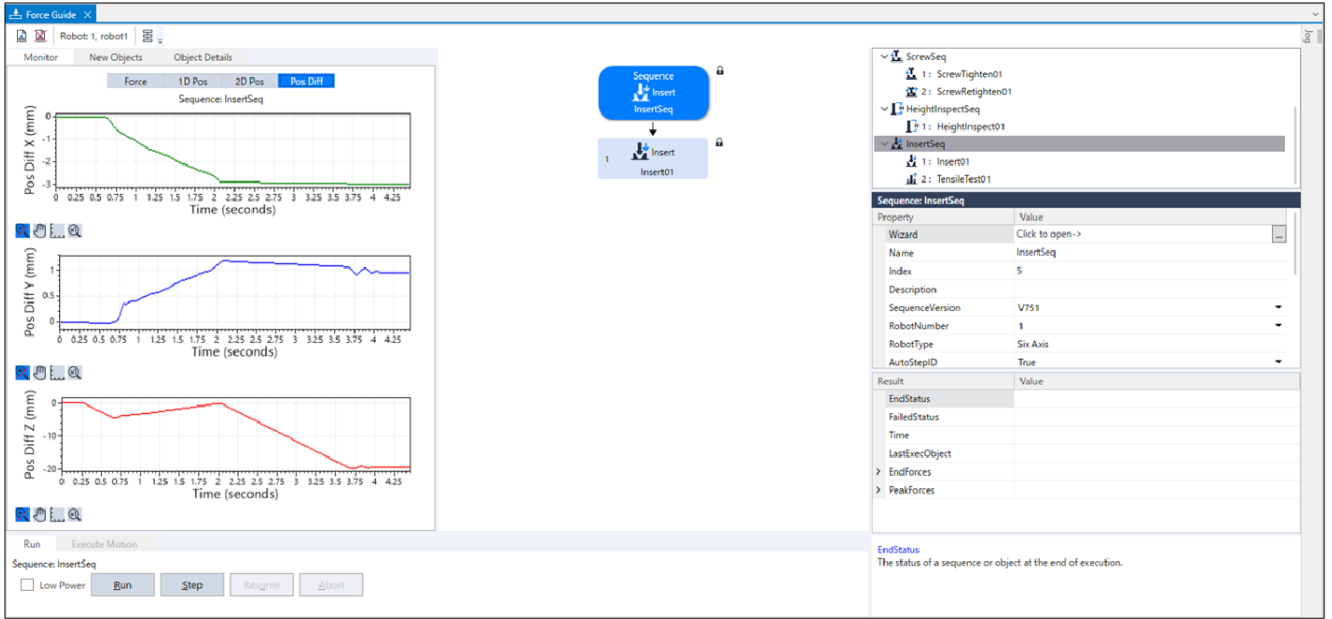 Force Guide
Robot: 1, robot1
Jog
Monitor New Objects Object Details
Force 1D Pos 2D Pos Pos Diff
Sequence: InsertSeq
Pos Diff X (mm)
0
-1
-2
-3
0 0.25 0.5 0.75 1 1.25 1.5 1.75 2 2.25 2.5 2.75 3 3.25 3.5 3.75 4 4.25
Time (seconds)
Pos Diff Y (mm)
1
0.5
0
0 0.25 0.5 0.75 1 1.25 1.5 1.75 2 2.25 2.5 2.75 3 3.25 3.5 3.75 4 4.25
Time (seconds)
Pos Diff Z (mm)
0
-10
-20
0 0.25 0.5 0.75 1 1.25 1.5 1.75 2 2.25 2.5 2.75 3 3.25 3.5 3.75 4 4.25
Time (seconds)
Run Execute Motion
Sequence: InsertSeq
Low Power Run Step Resume Abort
Sequence
Insert
InsertSeq
1 Insert
Insert01
ScrewSeq
1: ScrewTighten01
2: ScrewRetighten01
HeightInspectSeq
1: HeightInspect01
InsertSeq
1: Insert01
2: TensileTest01
Sequence: InsertSeq
Property Value
Wizard Click to open-> ...
Name InsertSeq
Index 5
Description
SequenceVersion V751
RobotNumber 1
RobotType Six Axis
AutoStepID True
Result Value
EndStatus
FailedStatus
Time
LastExecObject
EndForces
PeakForces
EndStatus
The status of a sequence or object at the end of execution.